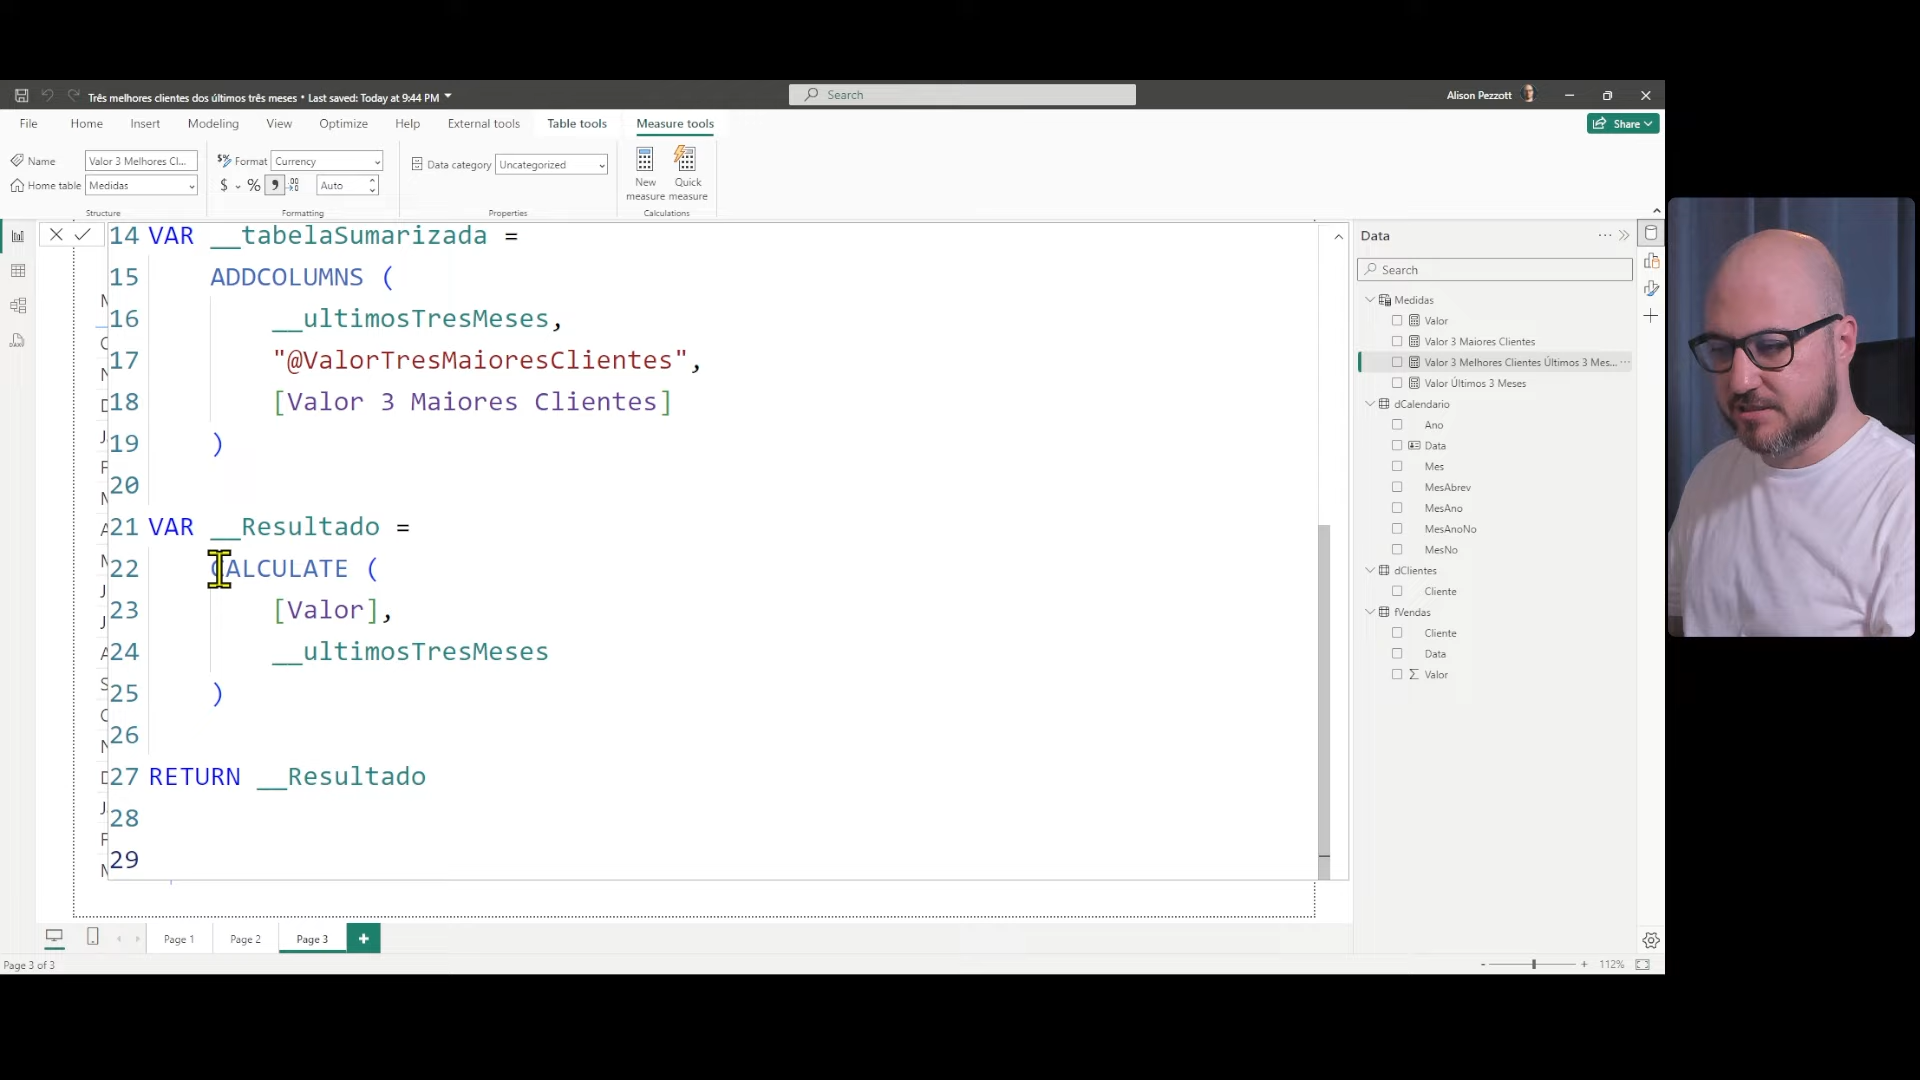 Três melhores clientes dos últimos três meses • Last saved: Today at 9:44 PM
Search
Alison Pezzott
File
Home
Insert
Modeling
View
Optimize
Help
External tools
Table tools
Measure tools
Share
Name
Valor 3 Melhores Cl...
Home table
Medidas
Structure
Format
Currency
$
%
Auto
Formatting
Data category
Uncategorized
Properties
New measure
Quick measure
Calculations
14 VAR __tabelaSumarizada =
15 ADDCOLUMNS (
16 __ultimosTresMeses,
17 "@ValorTresMaioresClientes",
18 [Valor 3 Maiores Clientes]
19 )
20
21 VAR __Resultado =
22 CALCULATE (
23 [Valor],
24 __ultimosTresMeses
25 )
26
27 RETURN __Resultado
28
29
Data
Search
Medidas
Valor
Valor 3 Maiores Clientes
Valor 3 Melhores Clientes Últimos 3 Mes...
Valor Últimos 3 Meses
dCalendario
Ano
Data
Mes
MesAbrev
MesAno
MesAnoNo
MesNo
dClientes
Cliente
fVendas
Cliente
Data
Valor
Page 1
Page 2
Page 3
Page 3 of 3
- + 112%